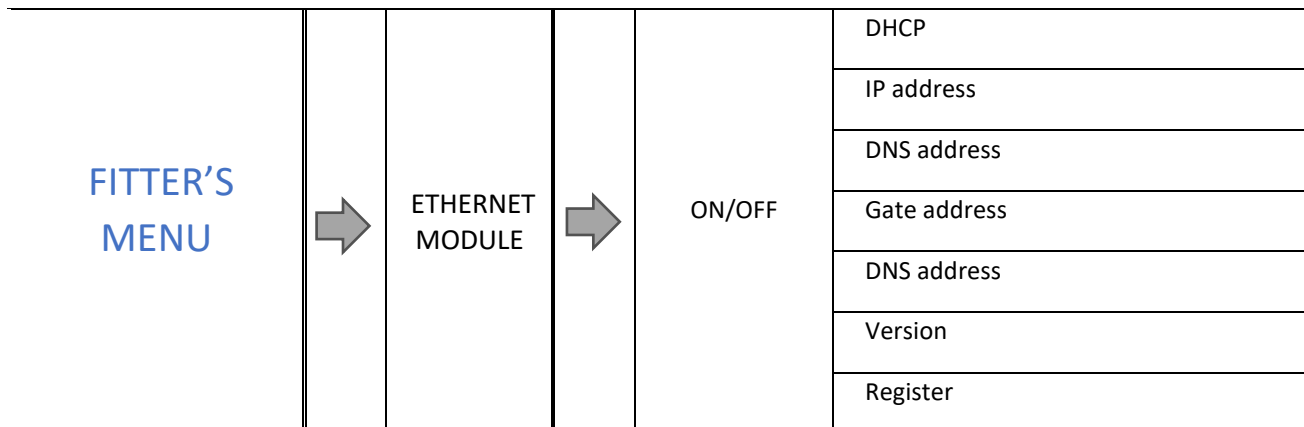 FITTER’S
MENU
ETHERNET
MODULE
ON/OFF
DHCP
IP address
DNS address
Gate address
DNS address
Version
Register